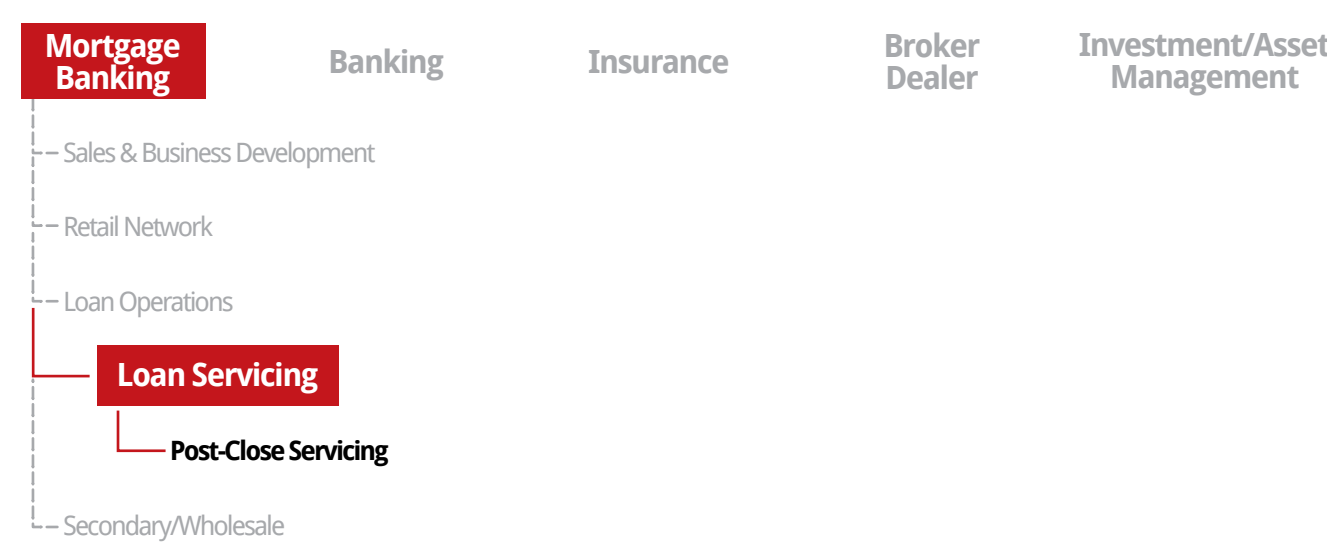 Mortgage
Banking
Banking
Insurance
Broker
Dealer
Investment/Asset
Management
Sales & Business Development
Retail Network
Loan Operations
Loan Servicing
Post-Close Servicing
Secondary/Wholesale